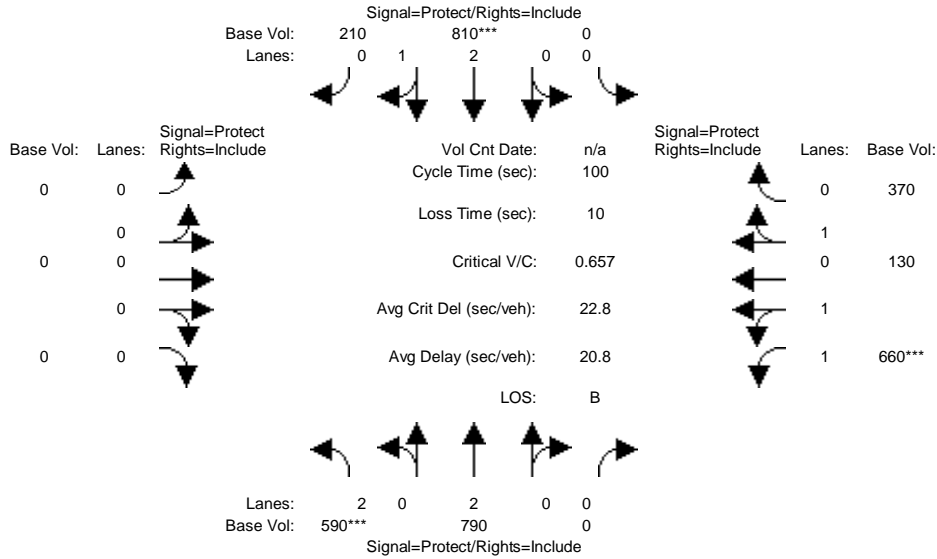 Signal=Protect/Rights=Include
Base Vol: 210 810*** 0
Lanes: 0 1 2 0 0
Signal=Protect
Base Vol: Lanes: Rights=Include
Vol Cnt Date: n/a
Signal=Protect
Rights=Include Lanes: Base Vol:
Cycle Time (sec): 100
0 0
0 370
Loss Time (sec): 10
0
1
0 0
Critical V/C: 0.657
0 130
0
Avg Crit Del (sec/veh): 22.8
1
0 0
Avg Delay (sec/veh): 20.8
1 660***
LOS: B
Lanes: 2 0 2 0 0
Base Vol: 590*** 790 0
Signal=Protect/Rights=Include